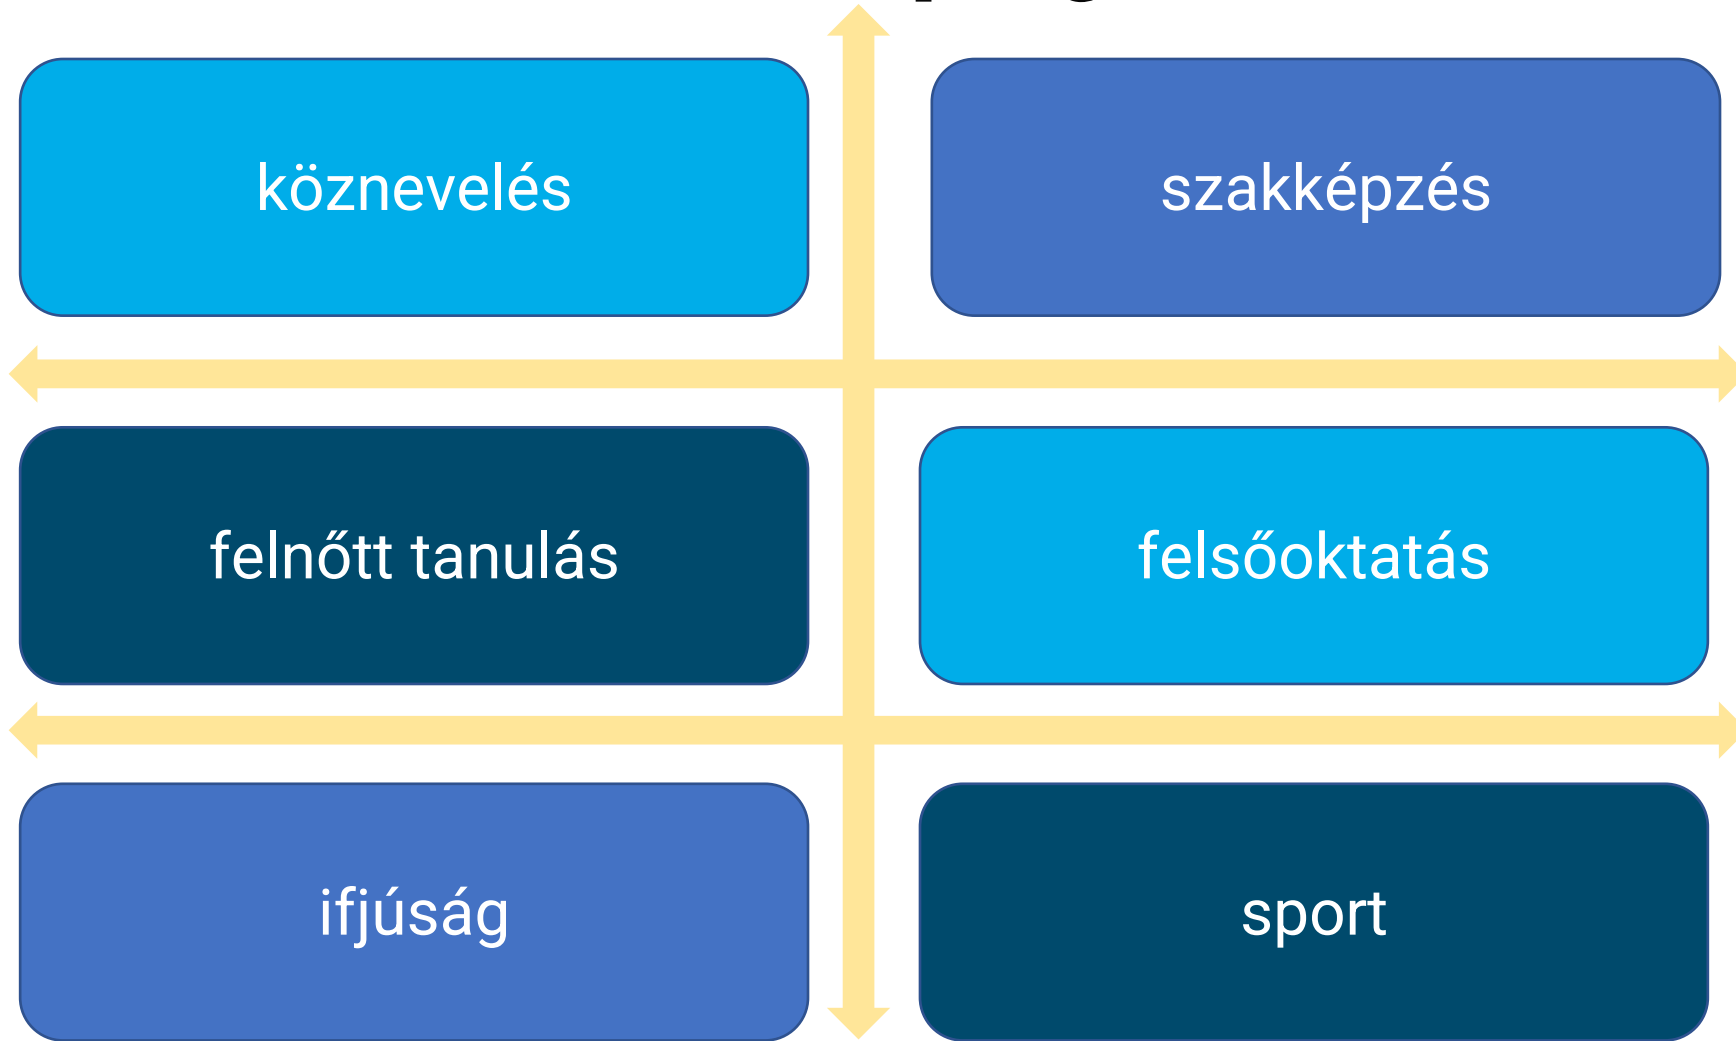 köznevelés
szakképzés
felnőtt tanulás
felsőoktatás
ifjúság
sport